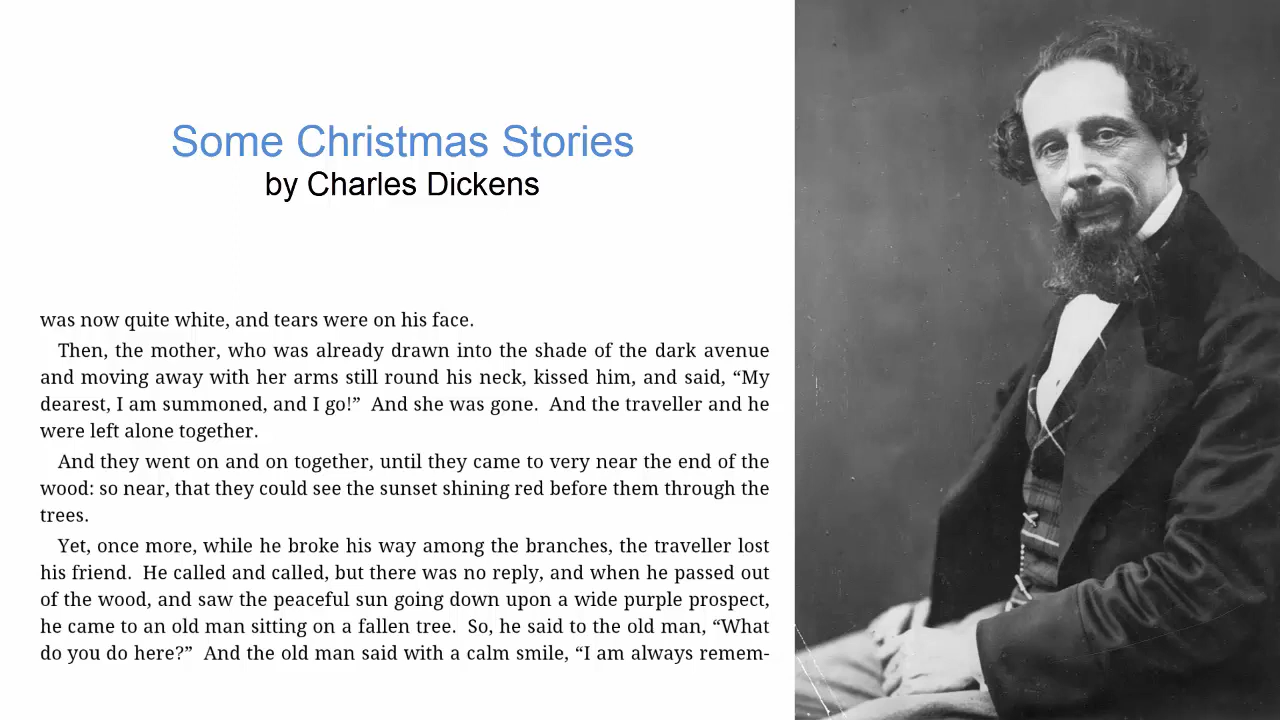 Some Christmas Stories
by Charles Dickens
was now quite white, and tears were on his face.
Then, the mother, who was already drawn into the shade of the dark avenue
and moving away with her arms still round his neck, kissed him, and said, “My
dearest, I am summoned, and I go!”  And she was gone.  And the traveller and he
were left alone together.
And they went on and on together, until they came to very near the end of the
wood: so near, that they could see the sunset shining red before them through the
trees.
Yet, once more, while he broke his way among the branches, the traveller lost
his friend.  He called and called, but there was no reply, and when he passed out
of the wood, and saw the peaceful sun going down upon a wide purple prospect,
he came to an old man sitting on a fallen tree.  So, he said to the old man, “What
do you do here?”  And the old man said with a calm smile, “I am always remem-